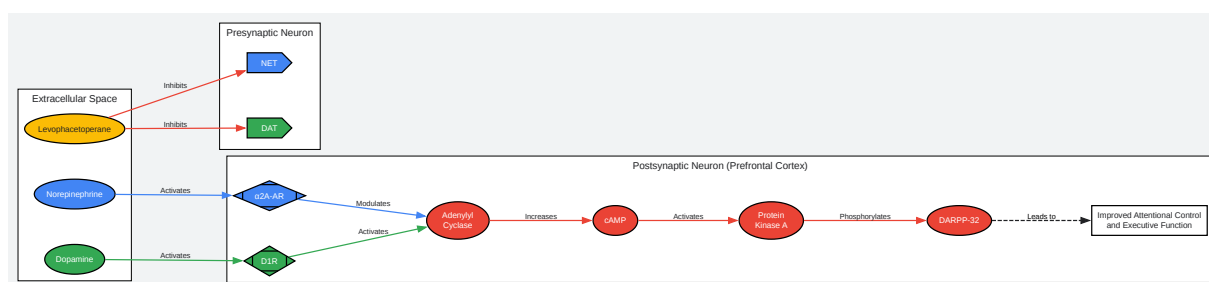 Presynaptic Neuron
NET
Inhibits
Extracellular Space
Levophacetoperane
Inhibits
DAT
Postsynaptic Neuron (Prefrontal Cortex)
Norepinephrine
Activates
α2A-AR
Modulates
Adenylyl
Cyclase
Increases
cAMP
Activates
Protein
Kinase A
Phosphorylates
DARPP-32
Leads to
Improved Attentional Control
and Executive Function
Activates
Dopamine
Activates
D1R